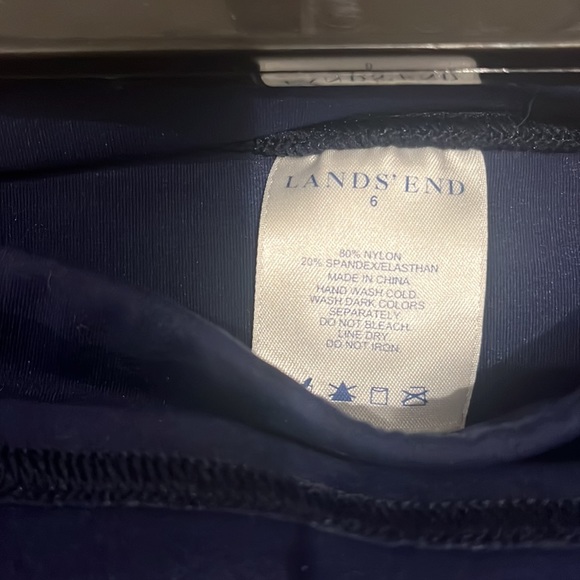 LANDS' END
6
80% NYLON
20% SPANDEX/ELASTHAN
MADE IN CHINA
HAND WASH COLD.
WASH DARK COLORS
SEPARATELY.
DO NOT BLEACH.
LINE DRY.
DO NOT IRON.